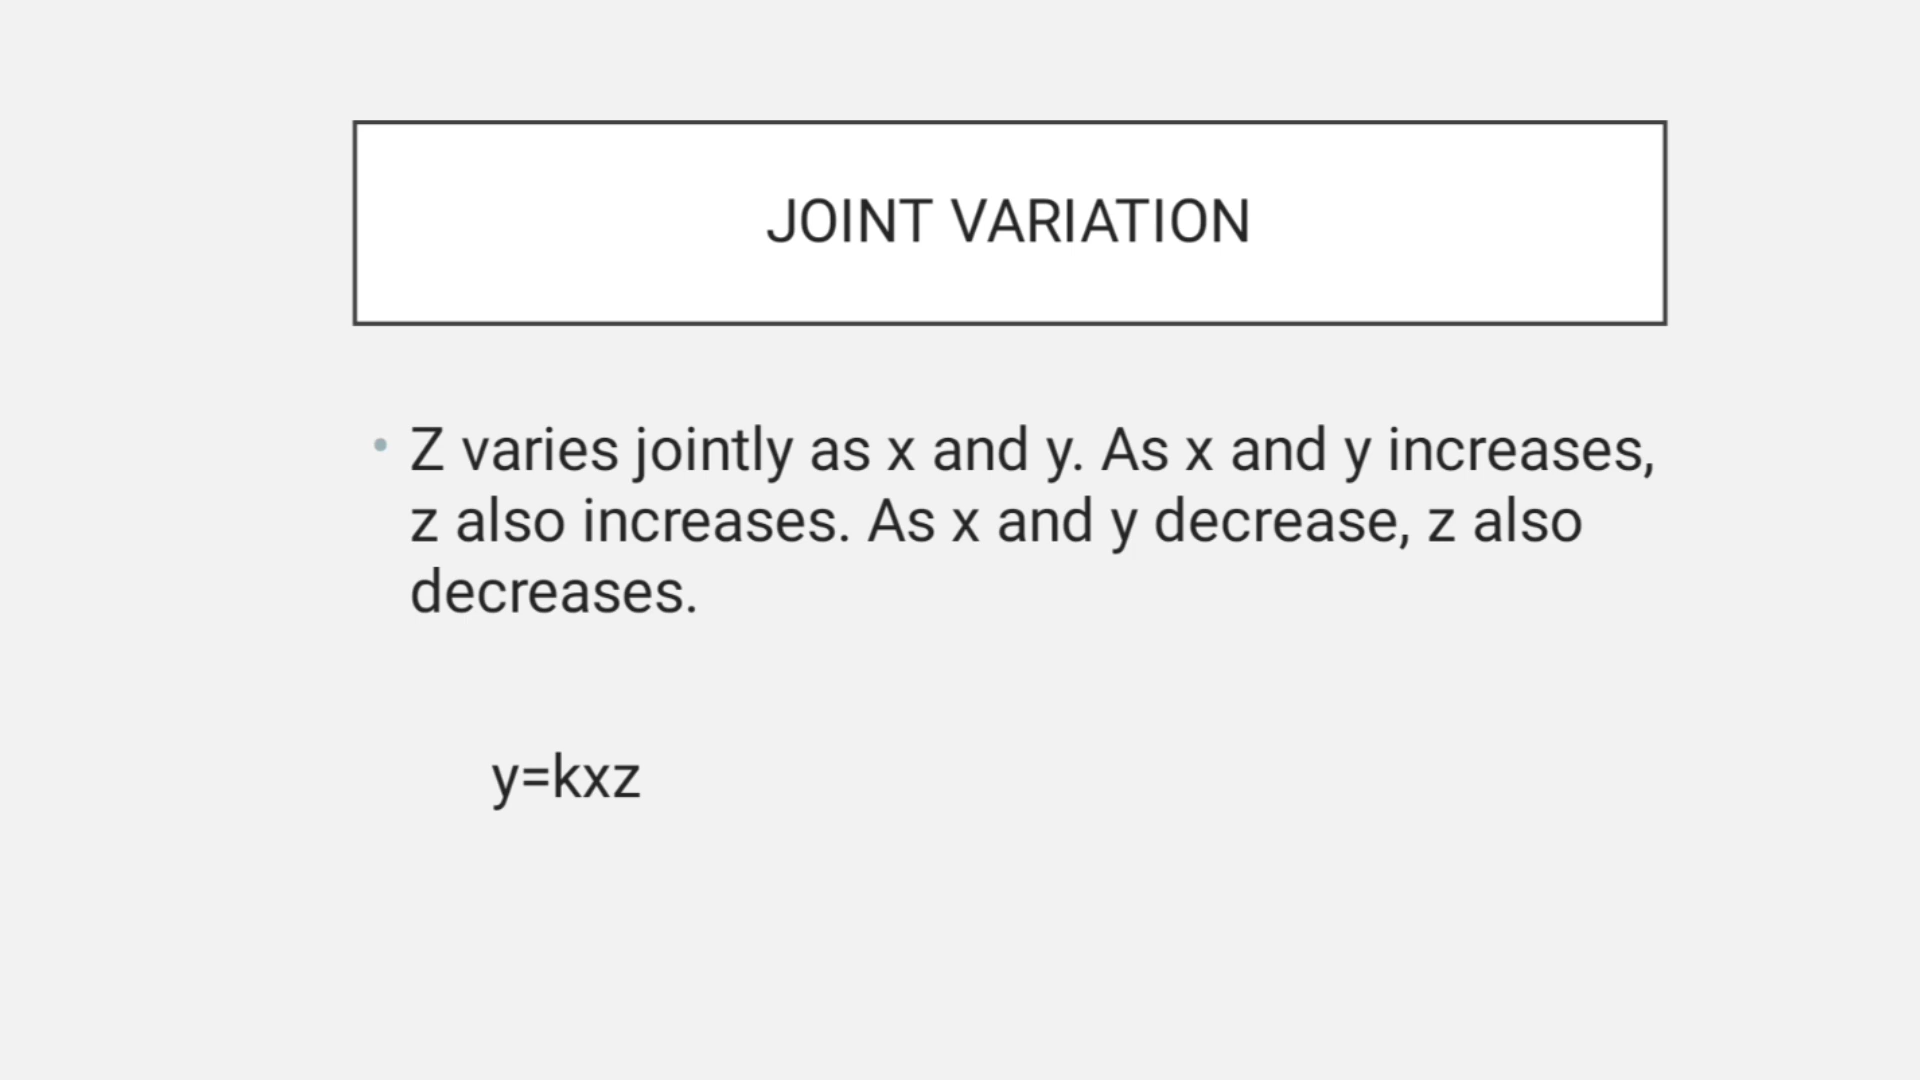 JOINT VARIATION
• Z varies jointly as x and y. As x and y increases,
z also increases. As x and y decrease, z also
decreases.
y=kxz